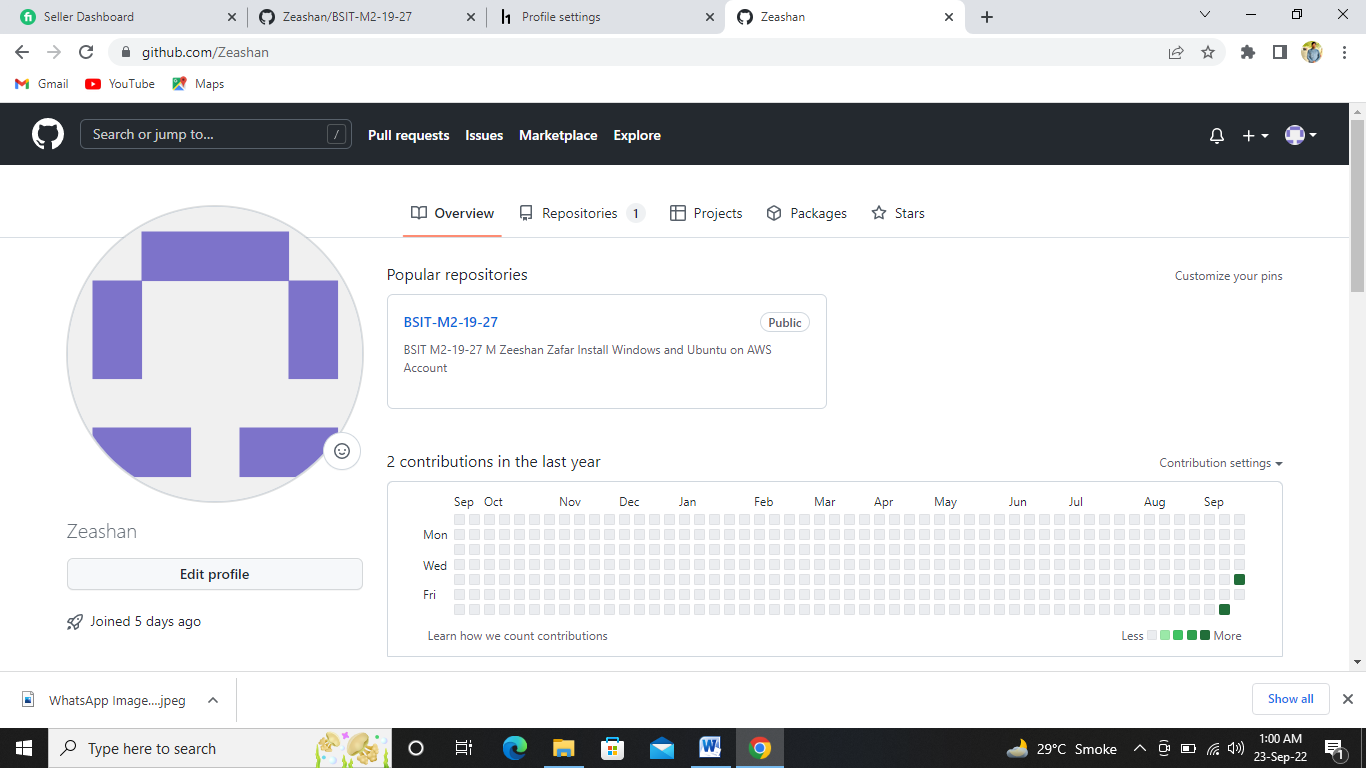 Seller Dashboard
Zeashan/BSIT-M2-19-27
Profile settings
Zeashan
github.com/Zeashan
Gmail
YouTube
Maps
Search or jump to...
/
Pull requests
Issues
Marketplace
Explore
Overview
Repositories 1
Projects
Packages
Stars
Popular repositories
Customize your pins
BSIT-M2-19-27
Public
BSIT M2-19-27 M Zeeshan Zafar Install Windows and Ubuntu on AWS
Account
2 contributions in the last year
Contribution settings
Sep Oct Nov Dec Jan Feb Mar Apr May Jun Jul Aug Sep
Mon
Wed
Fri
Learn how we count contributions
Less
More
Zeashan
Edit profile
Joined 5 days ago
WhatsApp Image....jpeg
Show all
Type here to search
29°C Smoke
1:00 AM
23-Sep-22
1